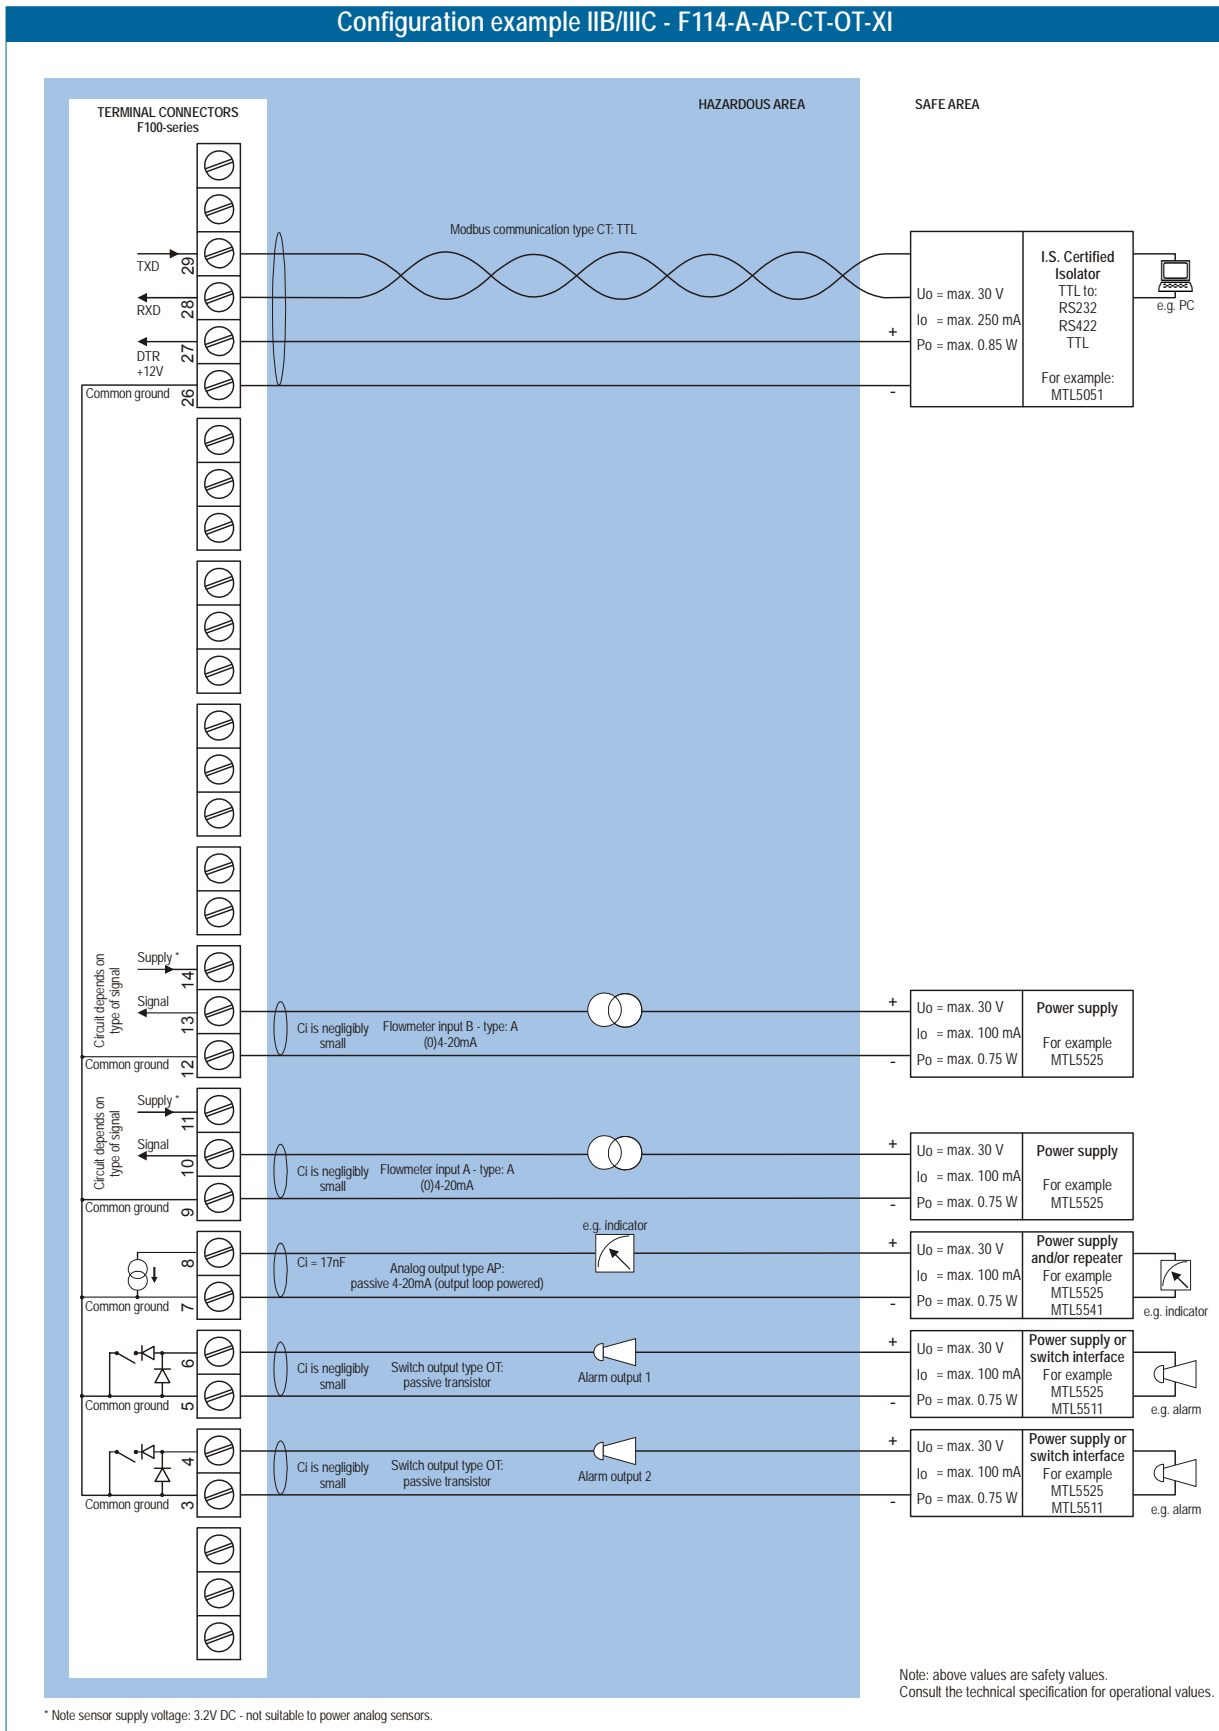 Configuration example IIB/IIIC - F114-A-AP-CT-OT-XI
TERMINAL CONNECTORS
F100-series
HAZARDOUS AREA
SAFE AREA
Modbus communication type CT: TTL
TXD
29
RXD
28
DTR
+12V
27
Common ground
26
+
-
Uo = max. 30 V
Io = max. 250 mA
Po = max. 0.85 W
I.S. Certified
Isolator
TTL to:
RS232
RS422
TTL
For example:
MTL5051
e.g. PC
Circuit depends on
type of signal
Supply *
14
Signal
13
Common ground
12
Ci is negligibly
small
Flowmeter input B - type: A
(0)4-20mA
+
-
Uo = max. 30 V
Io = max. 100 mA
Po = max. 0.75 W
Power supply
For example
MTL5525
Circuit depends on
type of signal
Supply *
11
Signal
10
Common ground
9
Ci is negligibly
small
Flowmeter input A - type: A
(0)4-20mA
+
-
Uo = max. 30 V
Io = max. 100 mA
Po = max. 0.75 W
Power supply
For example
MTL5525
8
Common ground
7
Ci = 17nF
Analog output type AP:
passive 4-20mA (output loop powered)
e.g. indicator
+
-
Uo = max. 30 V
Io = max. 100 mA
Po = max. 0.75 W
Power supply
and/or repeater
For example
MTL5525
MTL5541
e.g. indicator
6
Common ground
5
Ci is negligibly
small
Switch output type OT:
passive transistor
Alarm output 1
+
-
Uo = max. 30 V
Io = max. 100 mA
Po = max. 0.75 W
Power supply or
switch interface
For example
MTL5525
MTL5511
e.g. alarm
4
Common ground
3
Ci is negligibly
small
Switch output type OT:
passive transistor
Alarm output 2
+
-
Uo = max. 30 V
Io = max. 100 mA
Po = max. 0.75 W
Power supply or
switch interface
For example
MTL5525
MTL5511
e.g. alarm
Note: above values are safety values.
Consult the technical specification for operational values.
* Note sensor supply voltage: 3.2V DC - not suitable to power analog sensors.